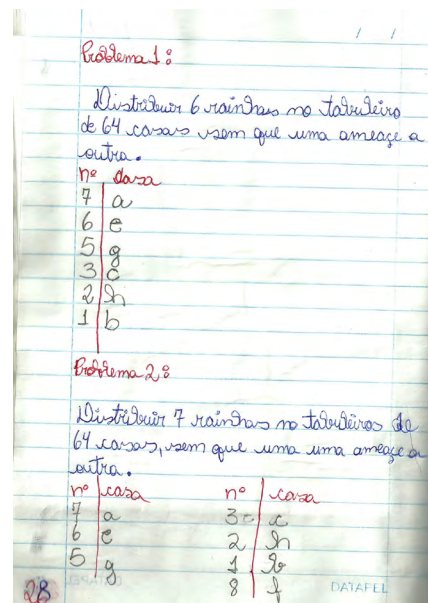 / /
Problema 1:
Distribuir 6 rainhas no tabuleiro
de 64 casas sem que uma ameaçe a
outra.
nº casa
7 a
6 e
5 g
3 c
2 h
1 b
Problema 2:
Distribuir 7 rainhas no tabuleiros de
64 casas, sem que uma uma ameaçe a
outra.
nº casa nº casa
7 a 3 c
6 e 2 h
5 g 1 b
8 f
28 DATAPEL